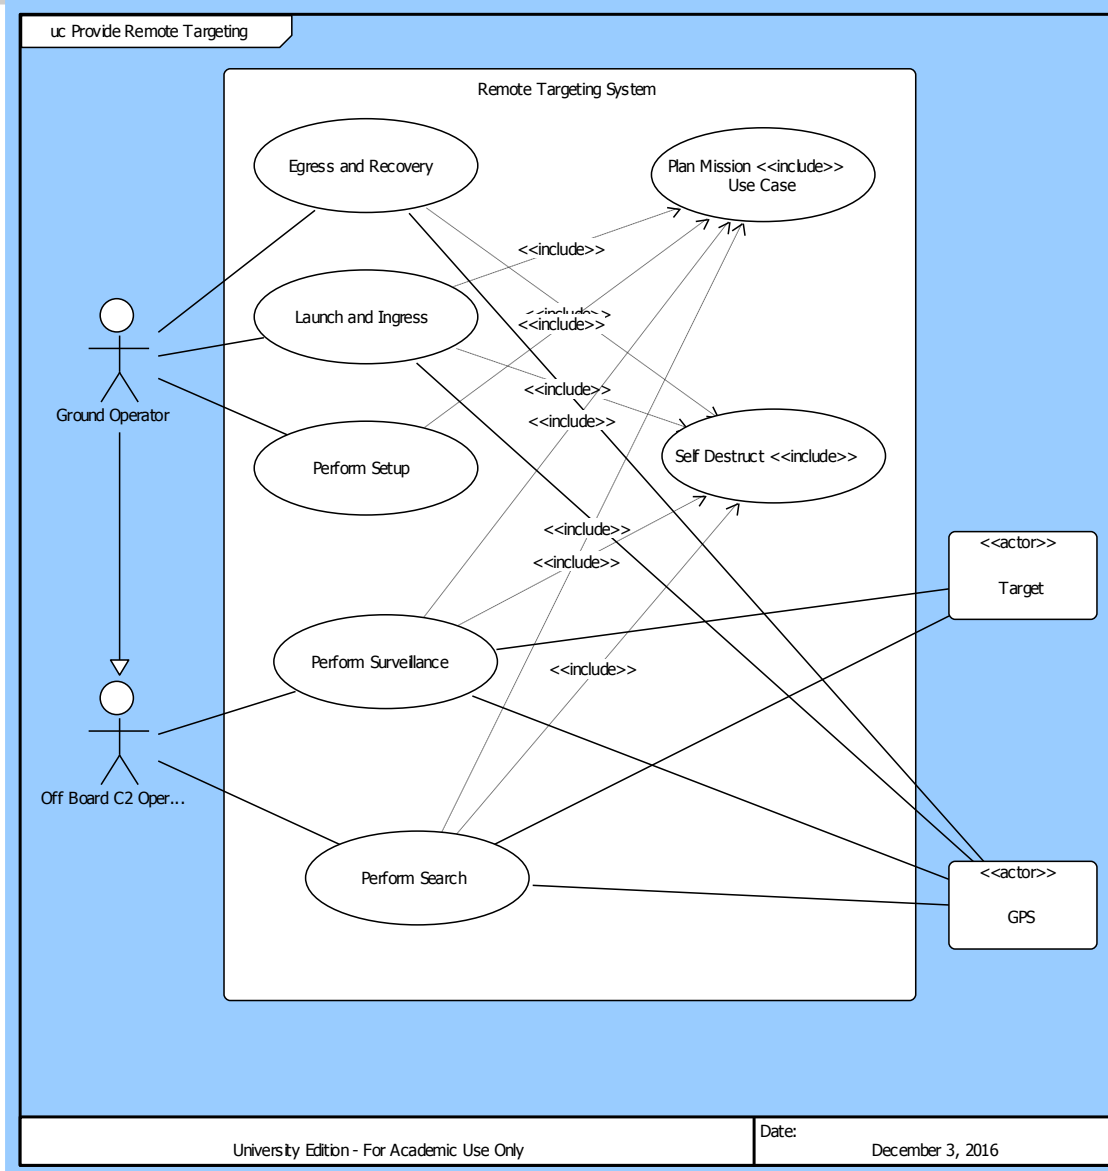 uc Provide Remote Targeting
Remote Targeting System
Egress and Recovery
Plan Mission <<include>>
Use Case
<<include>>
Launch and Ingress
<<include>>
<<include>>
Ground Operator
<<include>>
<<include>>
Self Destruct <<include>>
Perform Setup
<<include>>
<<actor>>
Target
<<include>>
Perform Surveillance
<<include>>
Off Board C2 Oper...
Perform Search
<<actor>>
GPS
University Edition - For Academic Use Only
Date:
December 3, 2016